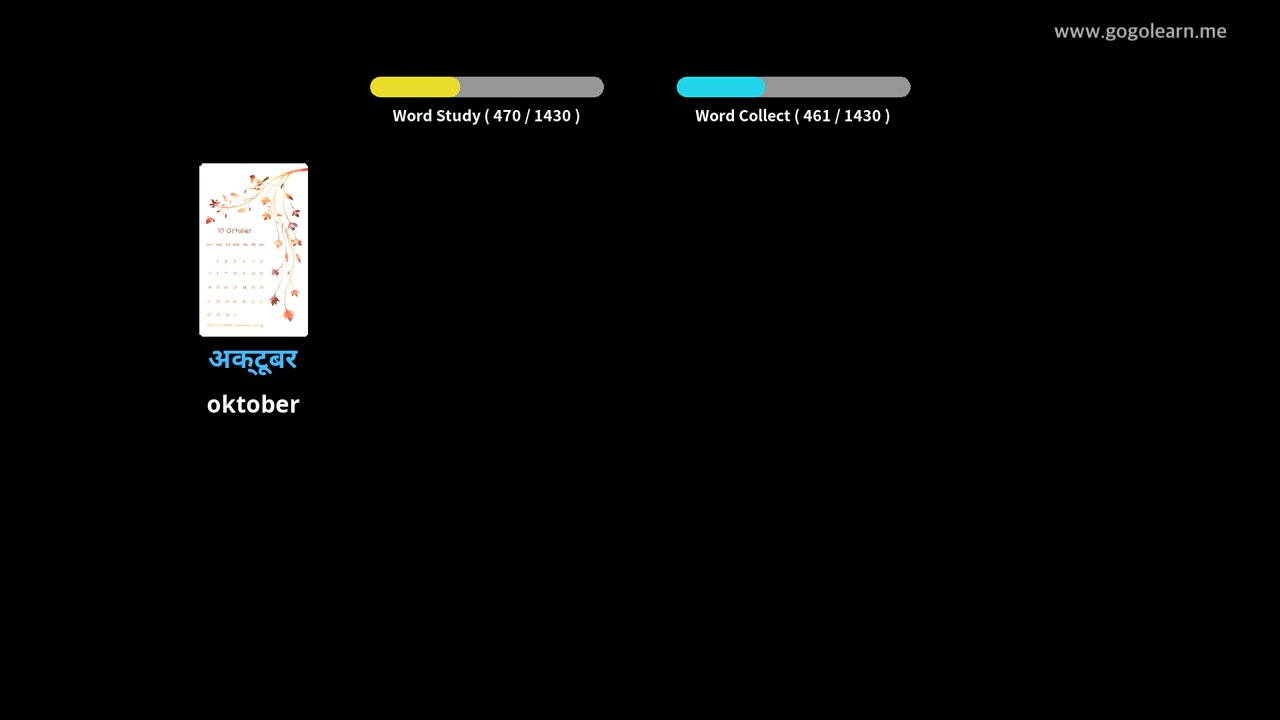 www.gogolearn.me
Word Study ( 470 / 1430 )
Word Collect ( 461 / 1430 )
10 October
अक्टूबर
oktober